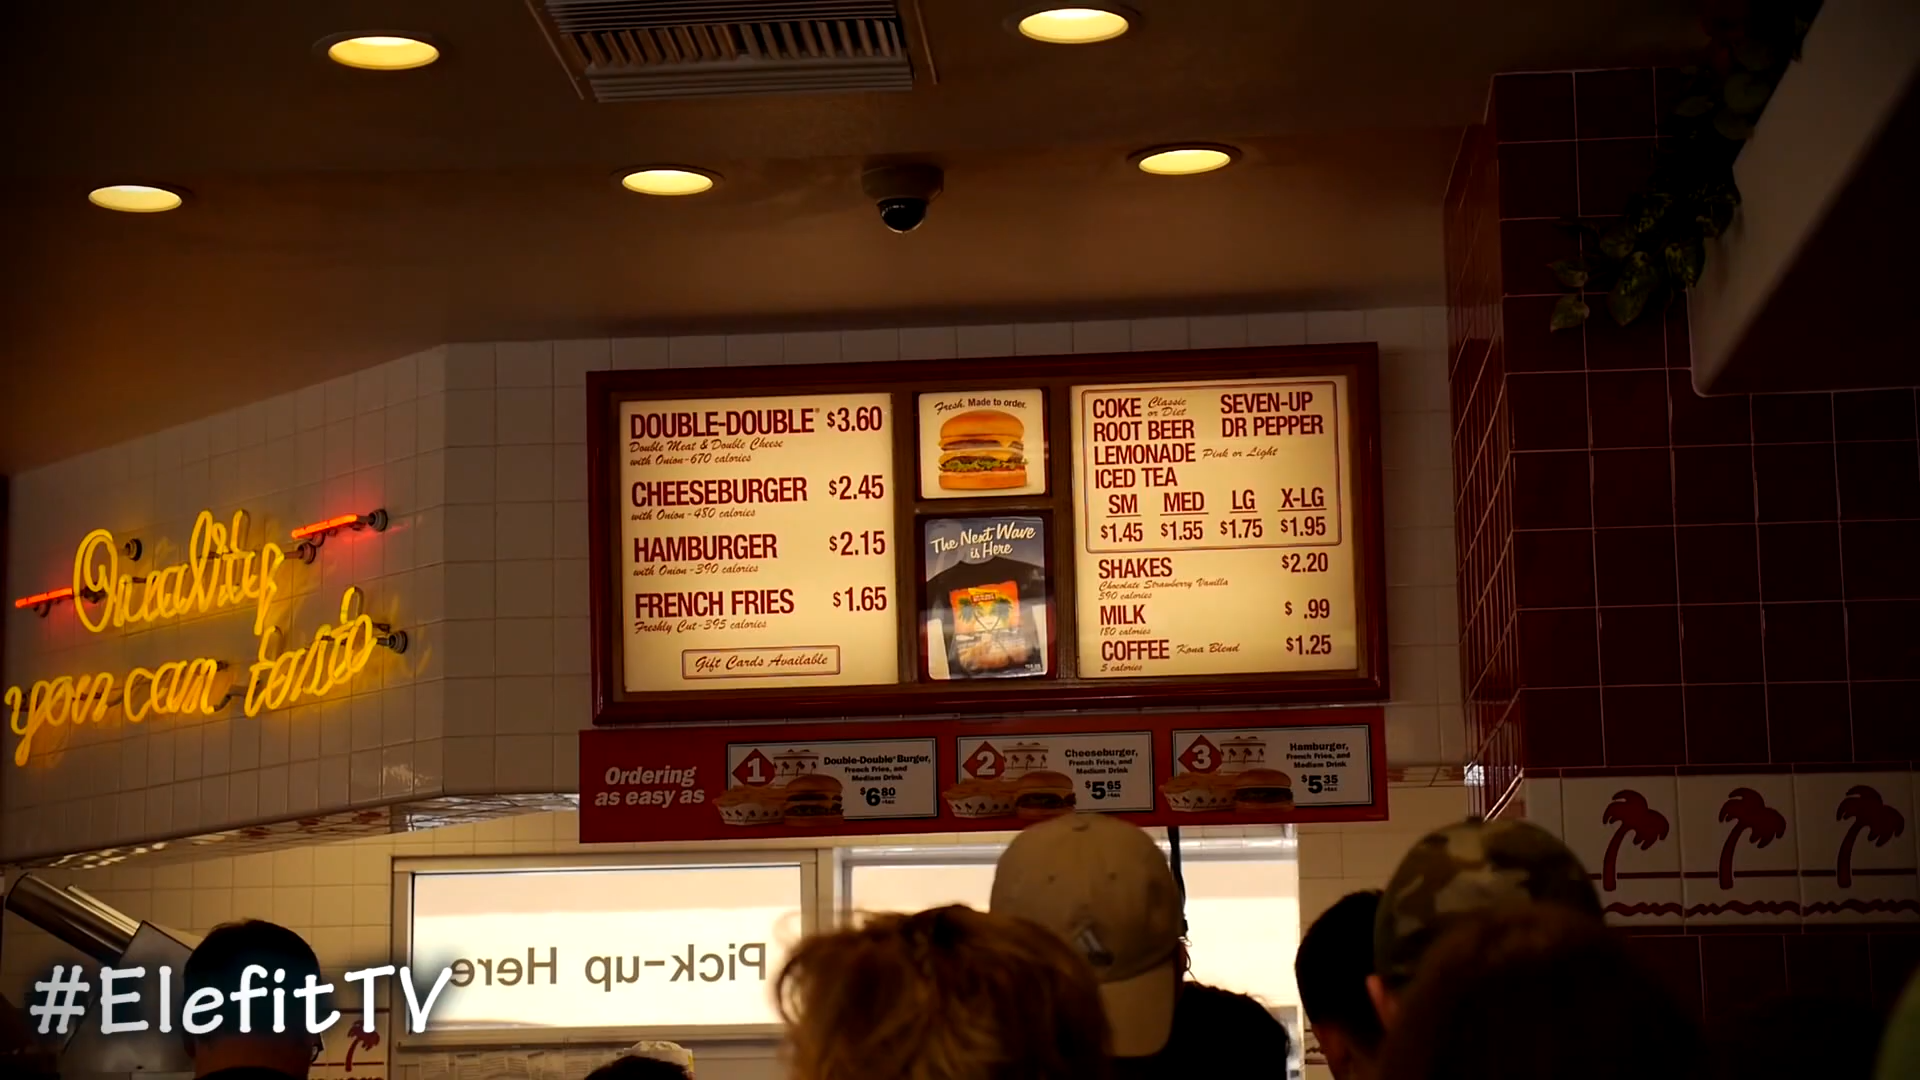 Quality
you can taste
DOUBLE-DOUBLE® $3.60
Double Meat & Double Cheese
with Onion-670 calories
CHEESEBURGER $2.45
with Onion-480 calories
HAMBURGER $2.15
with Onion-390 calories
FRENCH FRIES $1.65
Freshly Cut-395 calories
Gift Cards Available
Fresh. Made to order.
The Next Wave
is Here
COKE Classic or Diet SEVEN-UP
ROOT BEER DR PEPPER
LEMONADE Pink or Light
ICED TEA
SM MED LG X-LG
$1.45 $1.55 $1.75 $1.95
SHAKES $2.20
Chocolate Strawberry Vanilla
590 calories
MILK $ .99
180 calories
COFFEE Kona Blend $1.25
5 calories
Ordering
as easy as
1
Double-Double® Burger,
French Fries, and
Medium Drink
$6.80
+tax
2
Cheeseburger,
French Fries, and
Medium Drink
$5.65
+tax
3
Hamburger,
French Fries, and
Medium Drink
$5.35
+tax
Pick-up Here
#ElefitTV